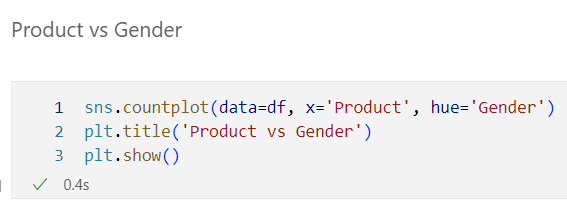 Product vs Gender
1 sns.countplot(data=df, x='Product', hue='Gender')
2 plt.title('Product vs Gender')
3 plt.show()
✓ 0.4s